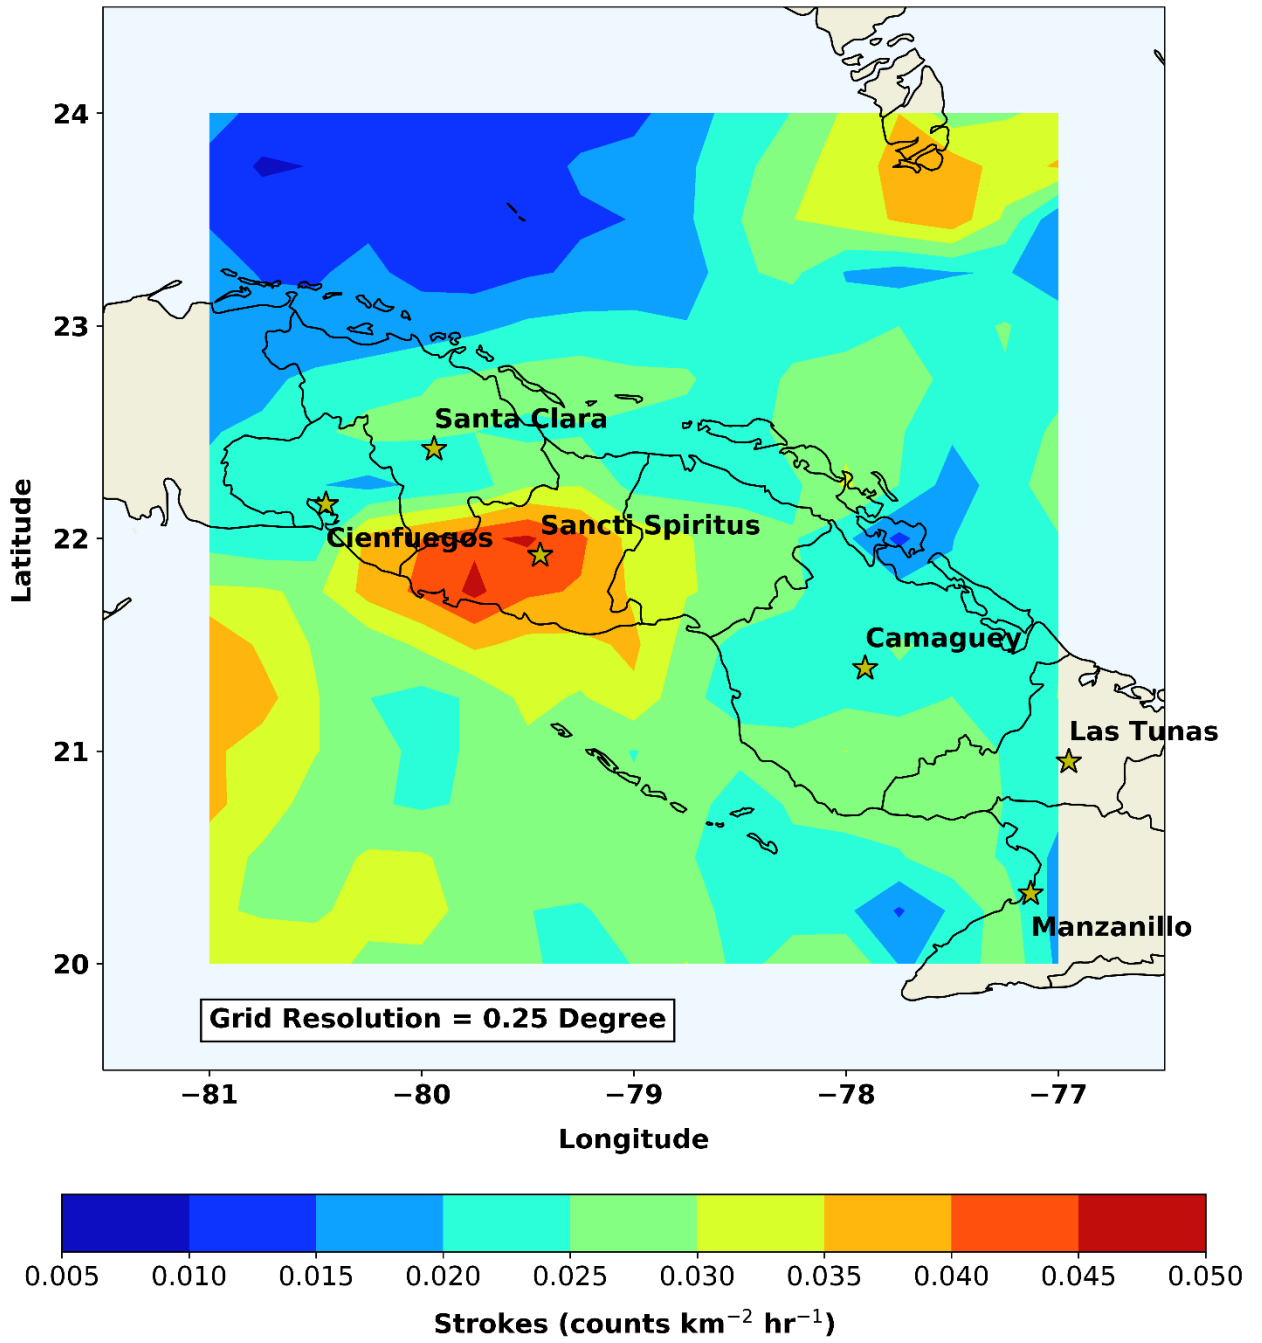 24
23
22
21
20
Latitude
Santa Clara
Sancti Spiritus
Cienfuegos
Camaguey
Las Tunas
Manzanillo
Grid Resolution = 0.25 Degree
−81 −80 −79 −78 −77
Longitude
0.005 0.010 0.015 0.020 0.025 0.030 0.035 0.040 0.045 0.050
Strokes (counts km⁻² hr⁻¹)